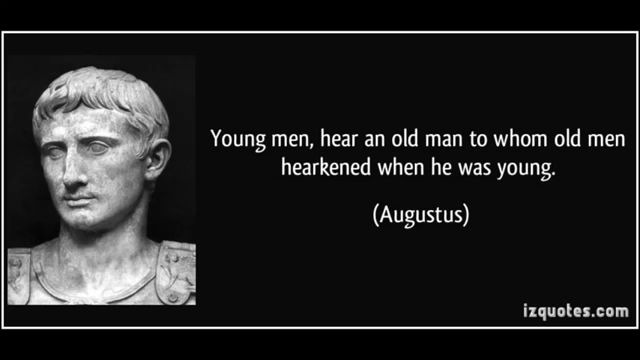 Young men, hear an old man to whom old men
hearkened when he was young.
(Augustus)
izquotes.com